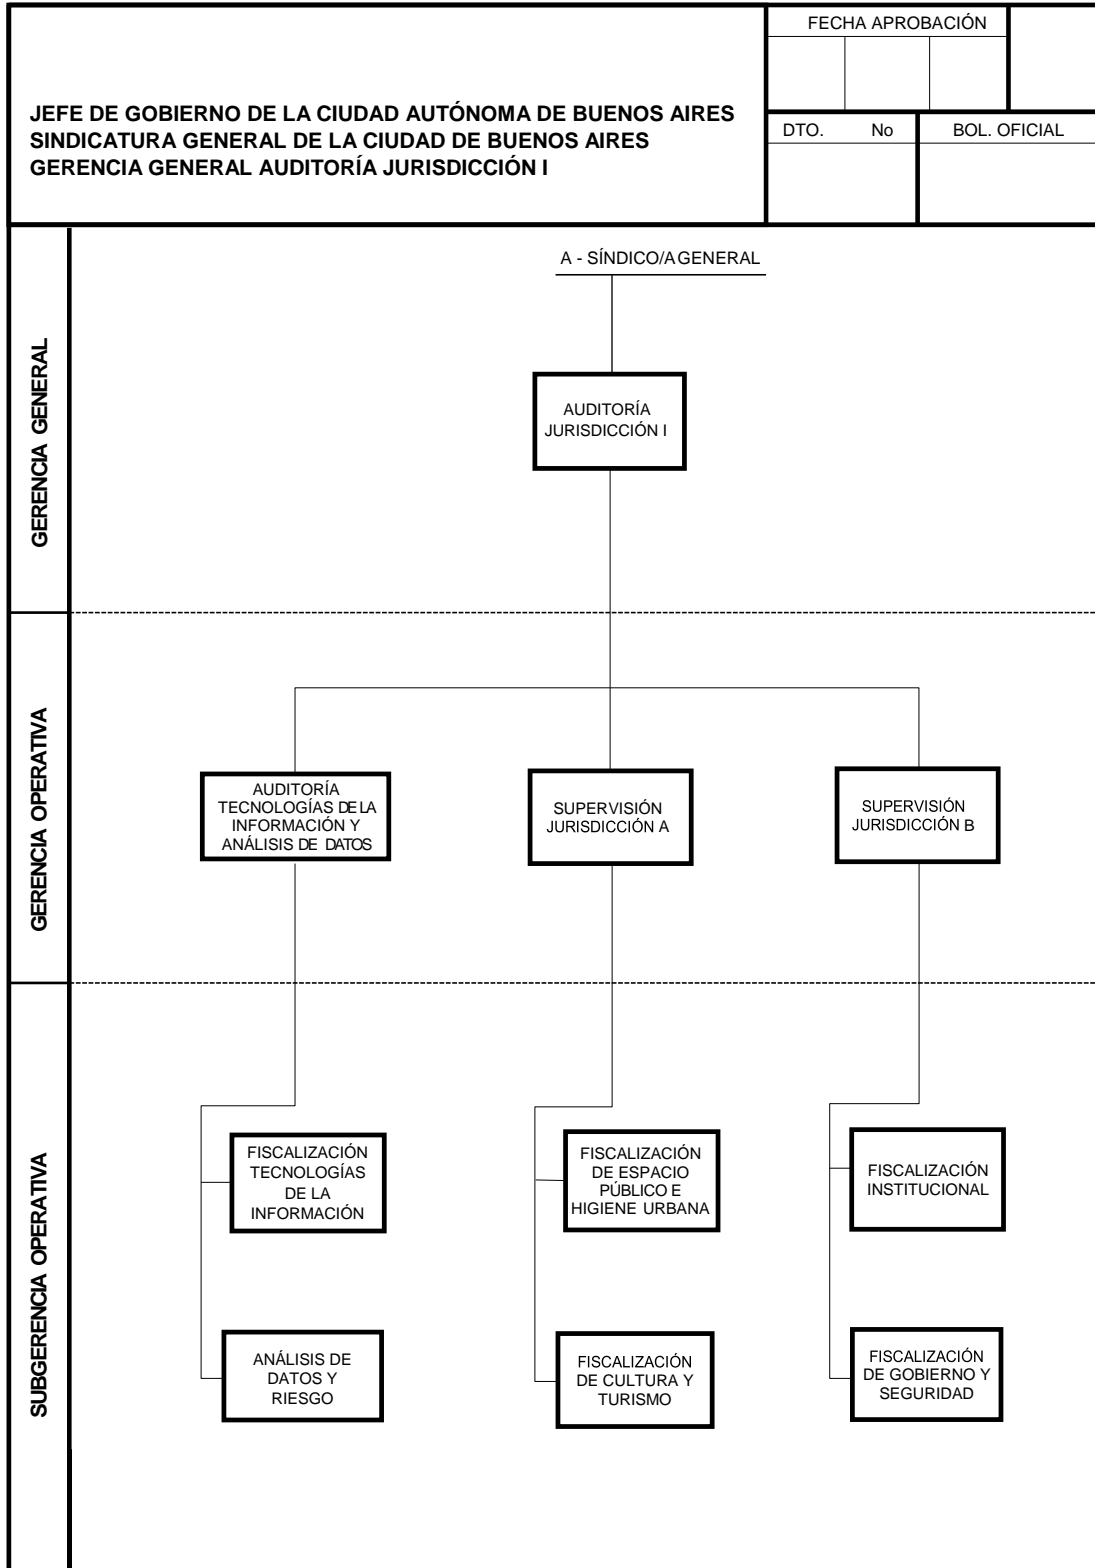 JEFE DE GOBIERNO DE LA CIUDAD AUTÓNOMA DE BUENOS AIRES
SINDICATURA GENERAL DE LA CIUDAD DE BUENOS AIRES
GERENCIA GENERAL AUDITORÍA JURISDICCIÓN I
FECHA APROBACIÓN
DTO. No
BOL. OFICIAL
GERENCIA GENERAL
A - SÍNDICO/A GENERAL
AUDITORÍA
JURISDICCIÓN I
GERENCIA OPERATIVA
AUDITORÍA
TECNOLOGÍAS DE LA
INFORMACIÓN Y
ANÁLISIS DE DATOS
SUPERVISIÓN
JURISDICCIÓN A
SUPERVISIÓN
JURISDICCIÓN B
SUBGERENCIA OPERATIVA
FISCALIZACIÓN
TECNOLOGÍAS
DE LA
INFORMACIÓN
FISCALIZACIÓN
DE ESPACIO
PÚBLICO E
HIGIENE URBANA
FISCALIZACIÓN
INSTITUCIONAL
ANÁLISIS DE
DATOS Y
RIESGO
FISCALIZACIÓN
DE CULTURA Y
TURISMO
FISCALIZACIÓN
DE GOBIERNO Y
SEGURIDAD